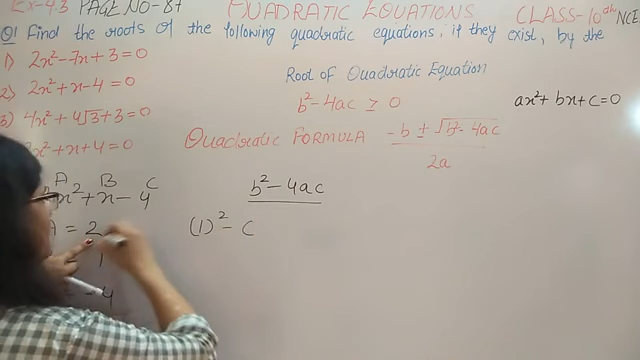 Ex-4.3 PAGE NO-87 QUADRATIC EQUATIONS CLASS-10th NCE
Q1 Find the roots of the following quadratic equations, if they exist, by the
1) 2x²-7x+3=0
2) 2x²+x-4=0
3) 4x²+4√3+3=0
2x²+x+4=0
Root of Quadratic Equation
b²-4ac ≥ 0
ax²+bx+c=0
Quadratic FORMULA -b ± √b²-4ac
2a
A B C
x²+x-4
= 2
1
-4
b²-4ac
(1)²-c